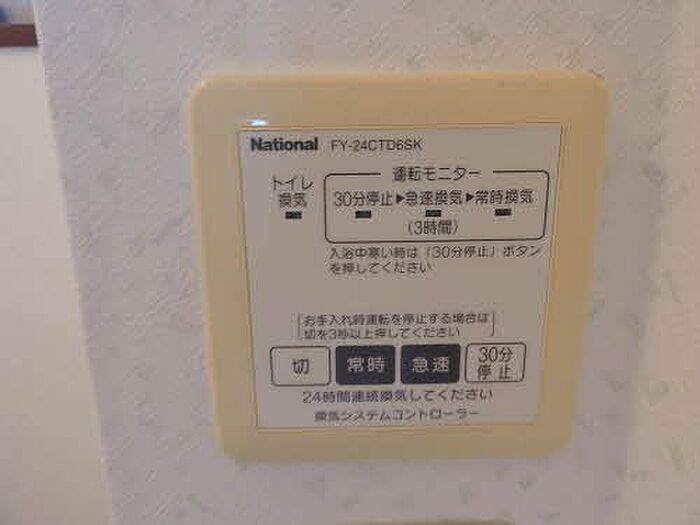 National FY-24CTD6SK
トイレ
換気
運転モニター
30分停止▶急速換気▶常時換気
(3時間)
入浴中寒い時は「30分停止」ボタン
を押してください
お手入れ時運転を停止する場合は
切を3秒以上押してください
切 常時 急速 30分
停止
24時間連続換気してください
換気システムコントローラー